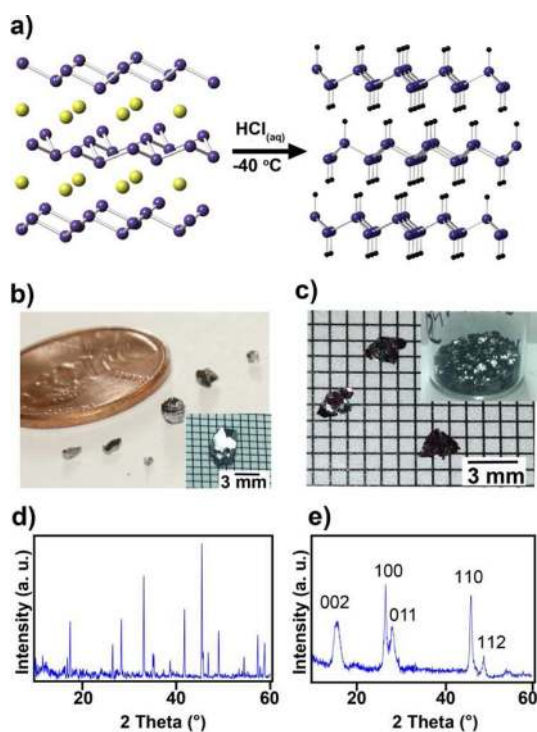 a)
HCl(aq)
-40 °C
b)
c)
3 mm
3 mm
d)
e)
Intensity (a. u.)
20
40
60
2 Theta (°)
Intensity (a. u.)
002
100
011
110
112
20
40
60
2 Theta (°)